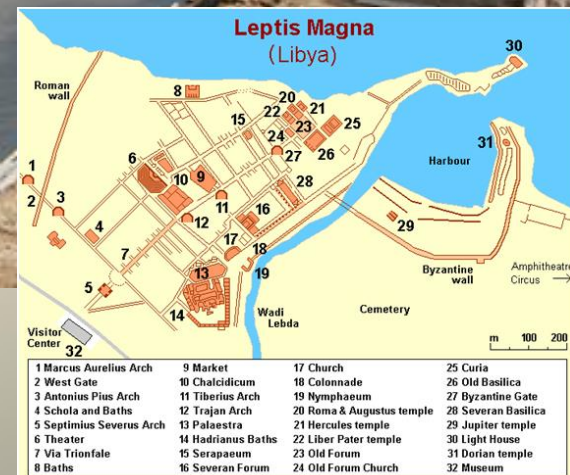 Leptis Magna
(Libya)
30
Roman
wall
8
20
21
22
15
23
25
24
31
1
6
27
26
Harbour
10
9
2
3
11
28
4
12
16
29
7
17
18
13
19
Byzantine
wall
Amphitheatre
Circus
5
14
Wadi
Lebda
Cemetery
Visitor
Center
32
m 100 200
1 Marcus Aurelius Arch
2 West Gate
3 Antonius Pius Arch
4 Schola and Baths
5 Septimius Severus Arch
6 Theater
7 Via Trionfale
8 Baths
9 Market
10 Chalcidicum
11 Tiberius Arch
12 Trajan Arch
13 Palaestra
14 Hadrianus Baths
15 Serapaeum
16 Severan Forum
17 Church
18 Colonnade
19 Nymphaeum
20 Roma & Augustus temple
21 Hercules temple
22 Liber Pater temple
23 Old Forum
24 Old Forum Church
25 Curia
26 Old Basilica
27 Byzantine Gate
28 Severan Basilica
29 Jupiter temple
30 Light House
31 Dorian temple
32 Museum